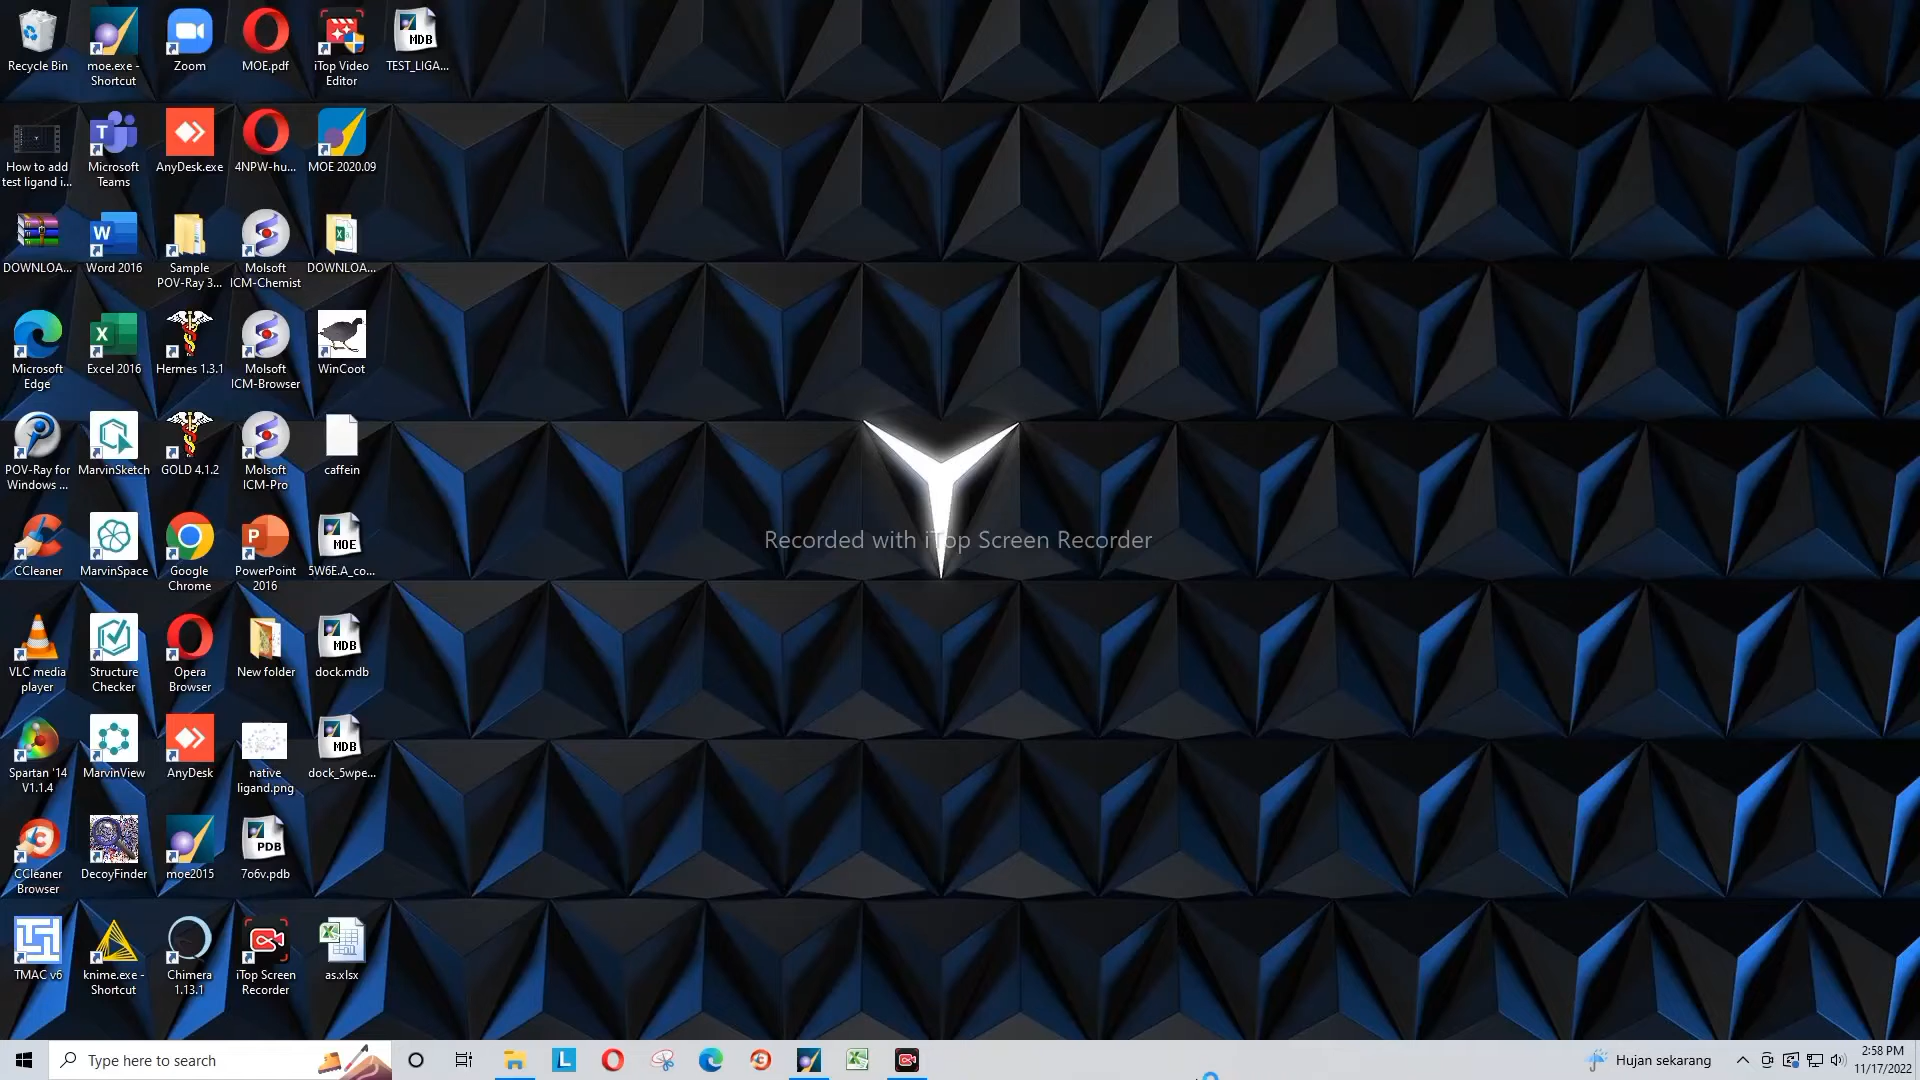 Recycle Bin
moe.exe -
Shortcut
Zoom
MOE.pdf
iTop Video
Editor
MDB
TEST_LIGA...
How to add
test ligand i...
Microsoft
Teams
AnyDesk.exe
4NPW-hu...
MOE 2020.09
DOWNLOA...
Word 2016
Sample
POV-Ray 3...
Molsoft
ICM-Chemist
DOWNLOA...
Microsoft
Edge
Excel 2016
Hermes 1.3.1
Molsoft
ICM-Browser
WinCoot
POV-Ray for
Windows ...
MarvinSketch
GOLD 4.1.2
Molsoft
ICM-Pro
caffein
Recorded with iTop Screen Recorder
CCleaner
MarvinSpace
Google
Chrome
PowerPoint
2016
MOE
5W6E.A_co...
VLC media
player
Structure
Checker
Opera
Browser
New folder
MDB
dock.mdb
Spartan '14
V1.1.4
MarvinView
AnyDesk
native
ligand.png
MDB
dock_5wpe...
CCleaner
Browser
DecoyFinder
moe2015
PDB
7o6v.pdb
TMAC v6
knime.exe -
Shortcut
Chimera
1.13.1
iTop Screen
Recorder
as.xlsx
Type here to search
Hujan sekarang
2:58 PM
11/17/2022